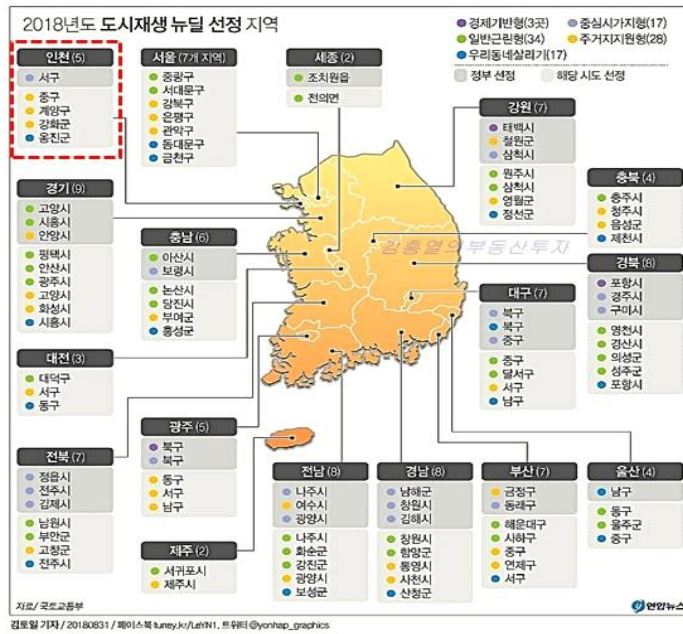 2018년도 도시재생 뉴딜 선정 지역
경제기반형(3곳) 중심시가지형(17)
일반근린형(34) 주거지지원형(28)
우리동네살리기(17)
정부 선정 해당 시도 선정
인천(5)
서구
중구
계양구
강화군
옹진군
서울(7개 지역)
중랑구
서대문구
강북구
은평구
관악구
동대문구
금천구
세종(2)
조치원읍
전의면
강원(7)
태백시
철원군
삼척시
원주시
삼척시
영월군
정선군
충북(4)
충주시
청주시
음성군
제천시
경기(9)
고양시
시흥시
안양시
평택시
안산시
광주시
고양시
화성시
시흥시
충남(6)
아산시
보령시
논산시
당진시
부여군
홍성군
김흥열의부동산투자
경북(8)
포항시
경주시
구미시
영천시
경산시
의성군
성주군
포항시
대구(7)
북구
북구
중구
중구
달서구
서구
남구
대전(3)
대덕구
서구
동구
광주(5)
북구
북구
동구
서구
남구
전북(7)
정읍시
전주시
김제시
남원시
부안군
고창군
전주시
제주(2)
서귀포시
제주시
전남(8)
나주시
여수시
광양시
나주시
화순군
강진군
광양시
보성군
경남(8)
남해군
창원시
김해시
창원시
함양군
통영시
사천시
산청군
부산(7)
금정구
동래구
해운대구
사하구
중구
연제구
서구
울산(4)
남구
동구
울주군
중구
자료/ 국토교통부
연합뉴스
김토일 기자 / 20180831 / 페이스북 tuney.kr/LeYN1, 트위터 @yonhap_graphics